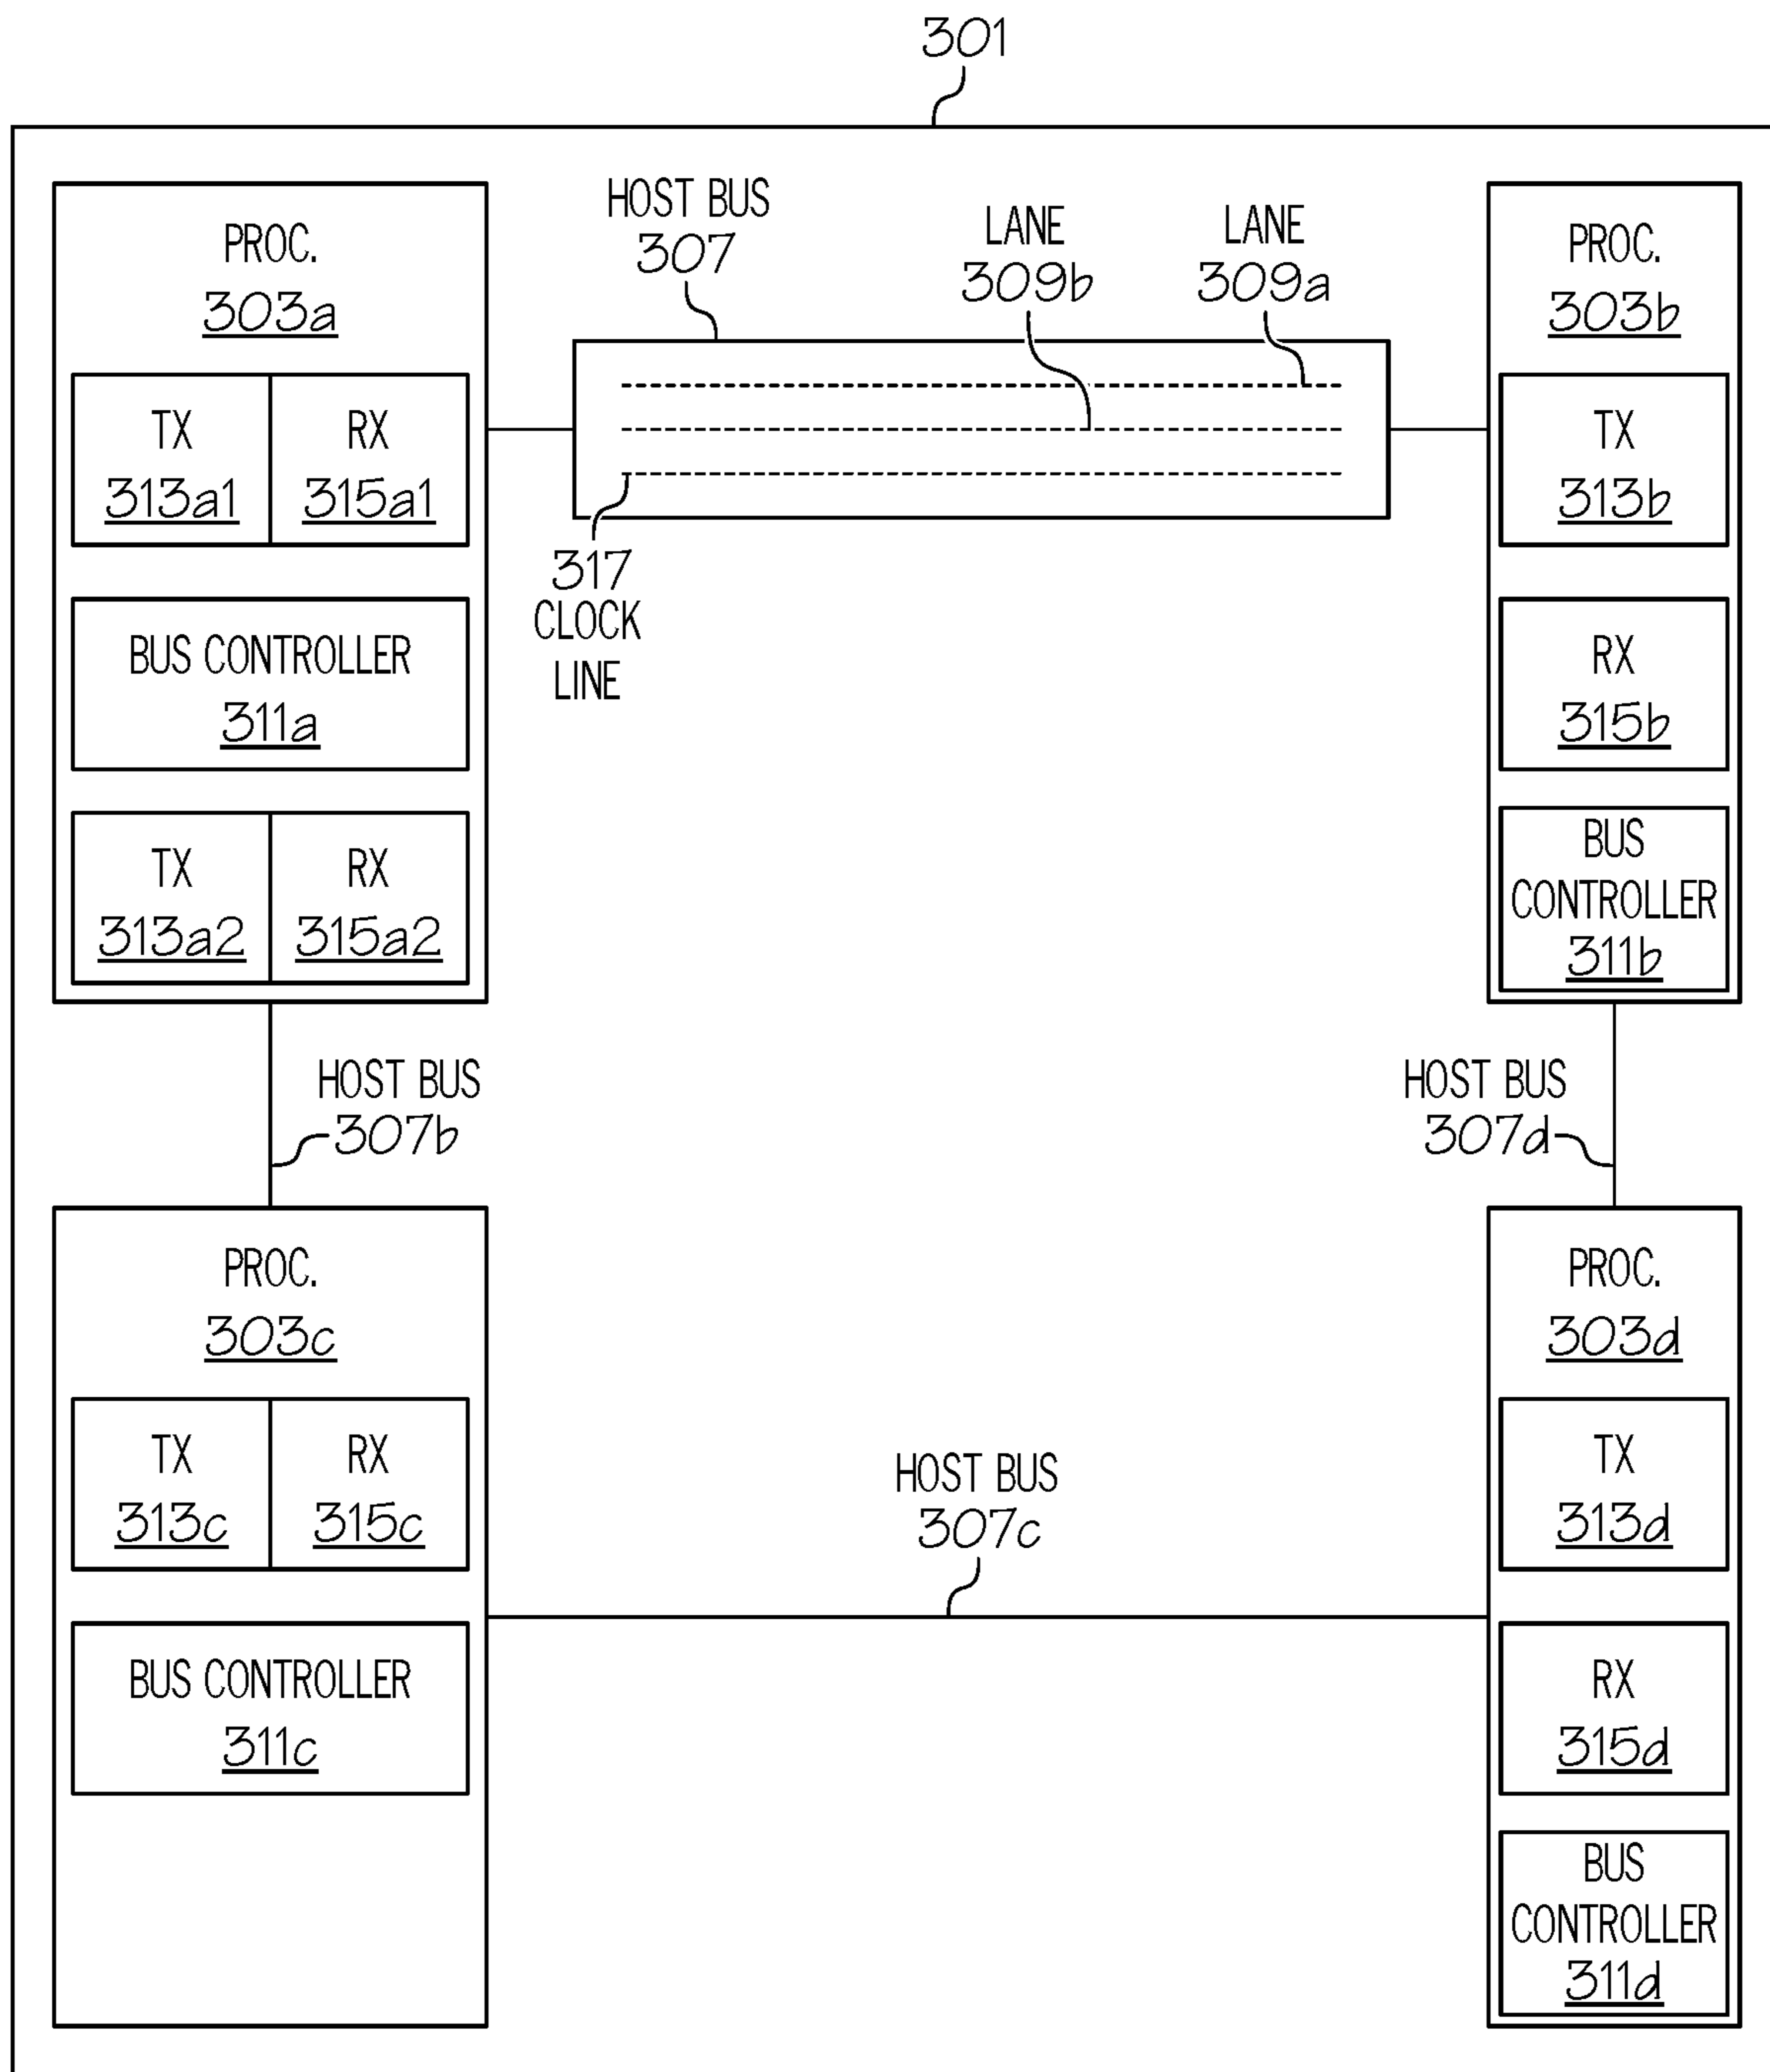 301
PROC.
303a
TX
313a1
RX
315a1
BUS CONTROLLER
311a
TX
313a2
RX
315a2
HOST BUS
307
LANE
309b
LANE
309a
317
CLOCK
LINE
PROC.
303b
TX
313b
RX
315b
BUS
CONTROLLER
311b
HOST BUS
307b
HOST BUS
307d
PROC.
303c
TX
313c
RX
315c
BUS CONTROLLER
311c
HOST BUS
307c
PROC.
303d
TX
313d
RX
315d
BUS
CONTROLLER
311d